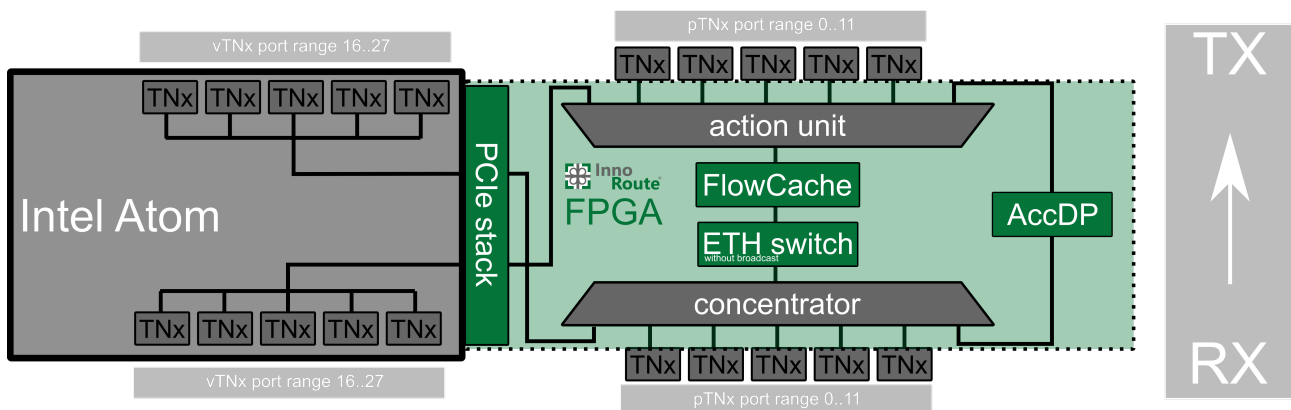 vTNx port range 16..27
TNx TNx TNx TNx TNx
Intel Atom
TNx TNx TNx TNx TNx
vTNx port range 16..27
PCIe stack
pTNx port range 0..11
TNx TNx TNx TNx TNx
action unit
Inno
Route
FPGA
FlowCache
ETH switch
without broadcast
AccDP
concentrator
TNx TNx TNx TNx TNx
pTNx port range 0..11
TX
RX